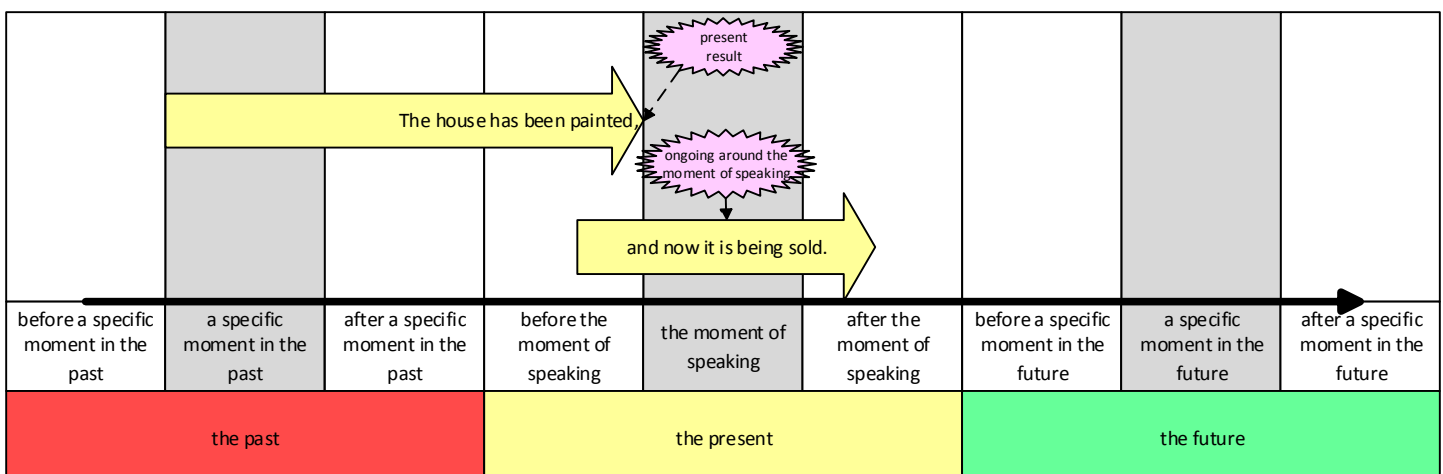 present
result
The house has been painted,
ongoing around the
moment of speaking
and now it is being sold.
before a specific
moment in the
past
a specific
moment in the
past
after a specific
moment in the
past
before the
moment of
speaking
the moment of
speaking
after the
moment of
speaking
before a specific
moment in the
future
a specific
moment in the
future
after a specific
moment in the
future
the past
the present
the future